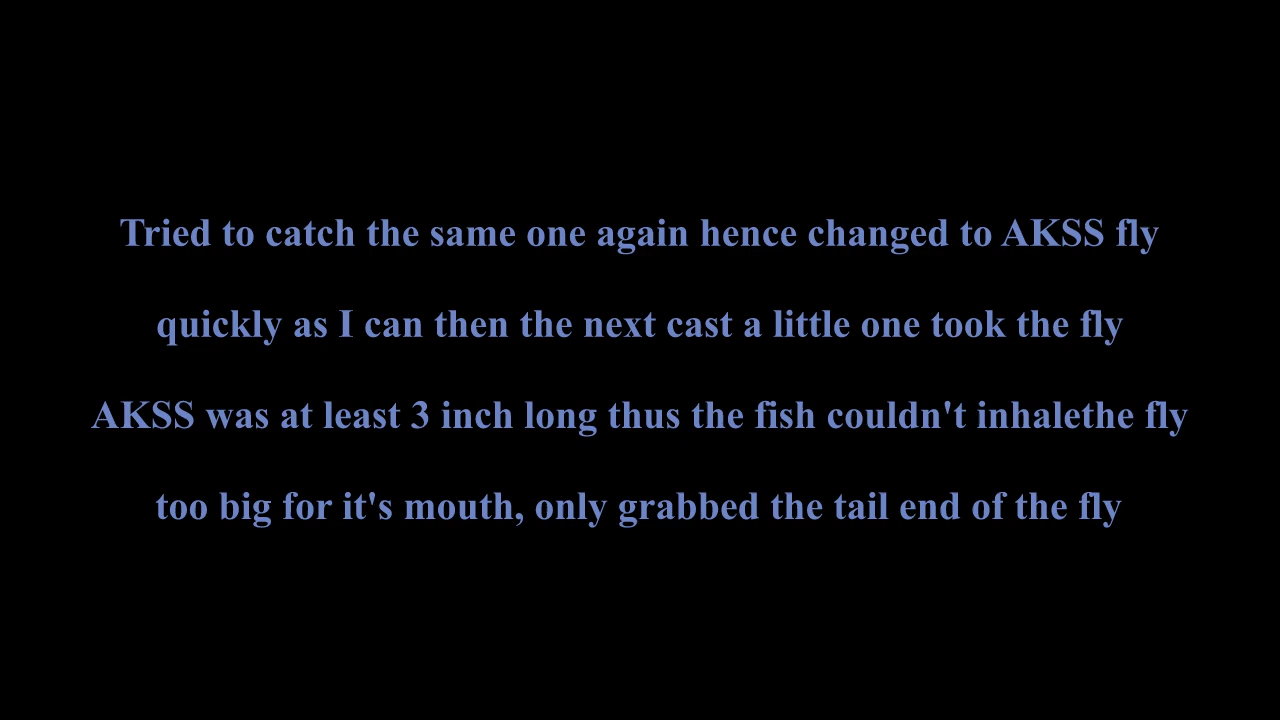 Tried to catch the same one again hence changed to AKSS fly
quickly as I can then the next cast a little one took the fly
AKSS was at least 3 inch long thus the fish couldn't inhalethe fly
too big for it's mouth, only grabbed the tail end of the fly